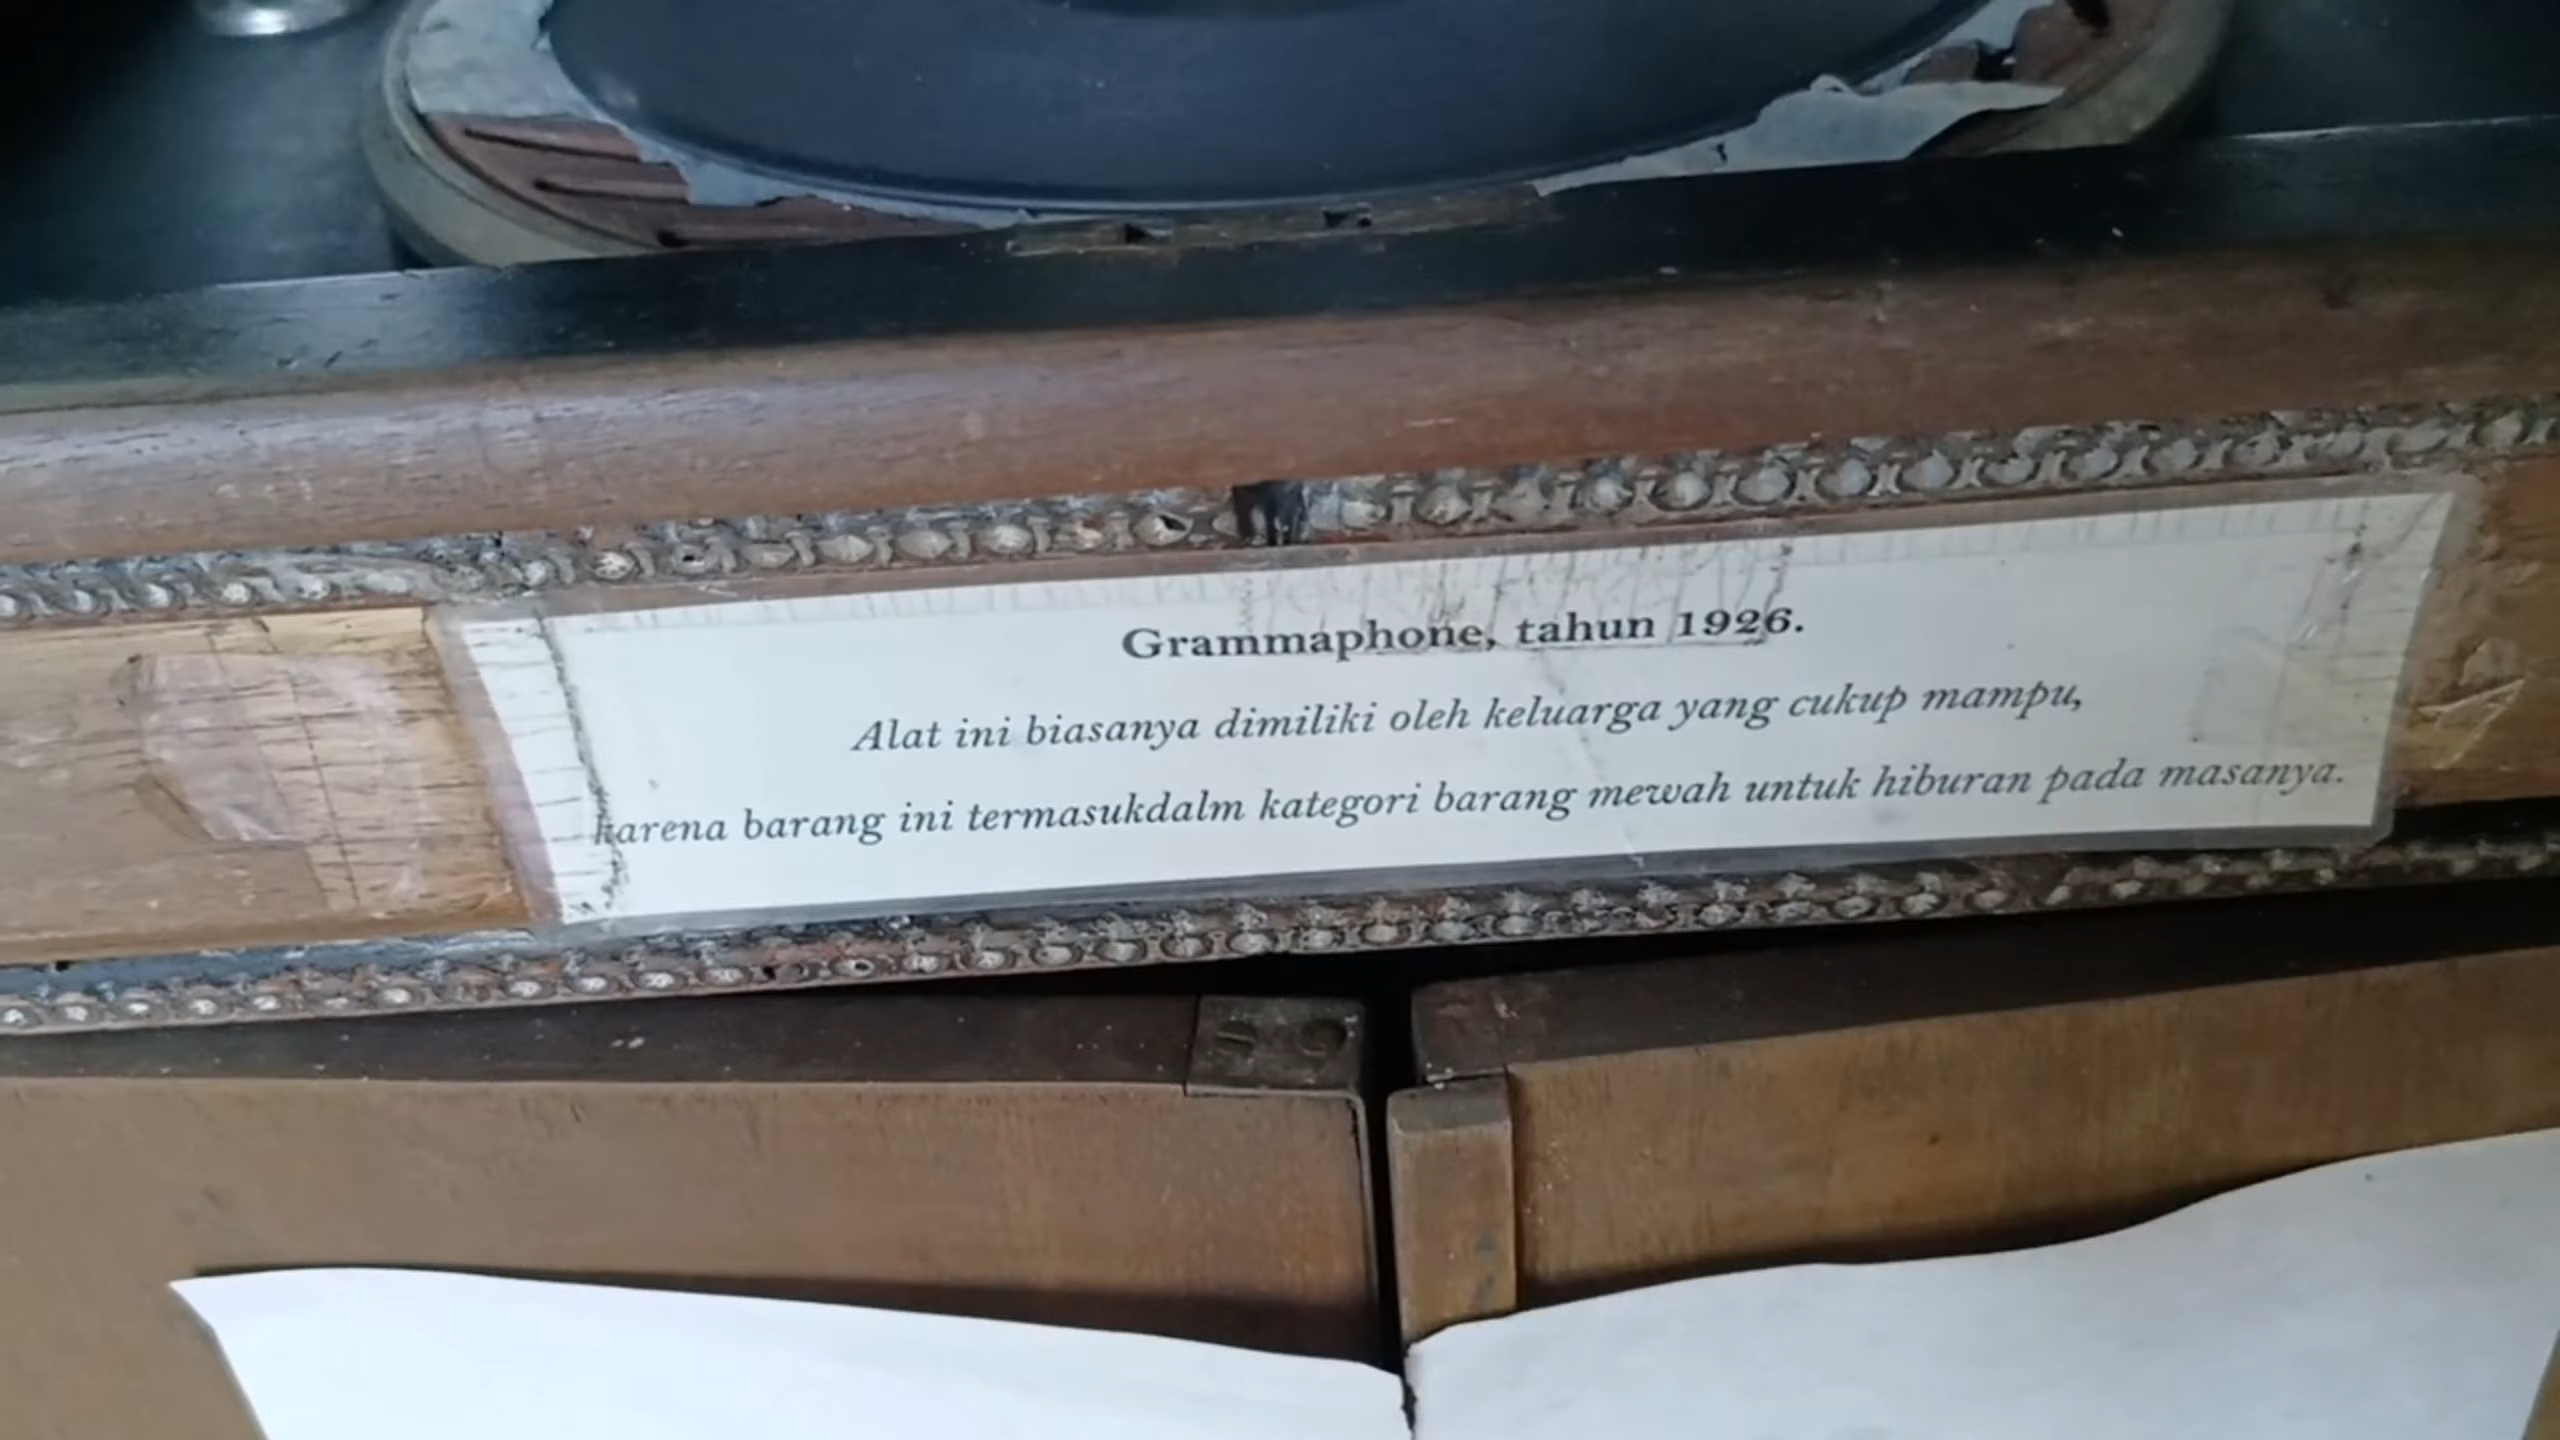 Grammaphone, tahun 1926.
Alat ini biasanya dimiliki oleh keluarga yang cukup mampu,
karena barang ini termasukdalm kategori barang mewah untuk hiburan pada masanya.